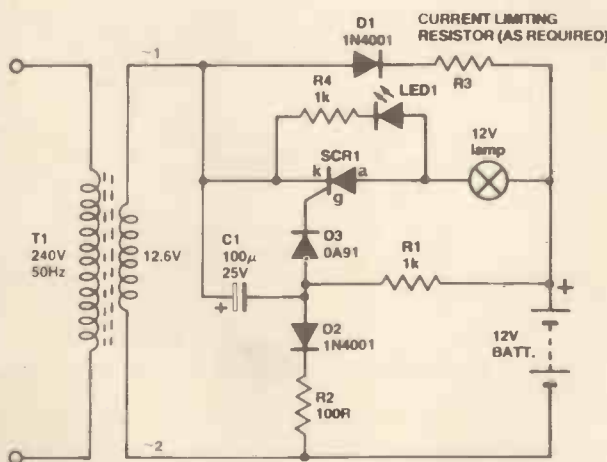 CURRENT LIMITING
RESISTOR (AS REQUIRED)
D1
1N4001
~1
R3
R4
1k
LED1
12V
lamp
SCR1
k
a
g
T1
240V
50Hz
12.6V
C1
100μ
25V
+
D3
0A91
R1
1k
+
D2
1N4001
12V
BATT.
R2
100R
~2